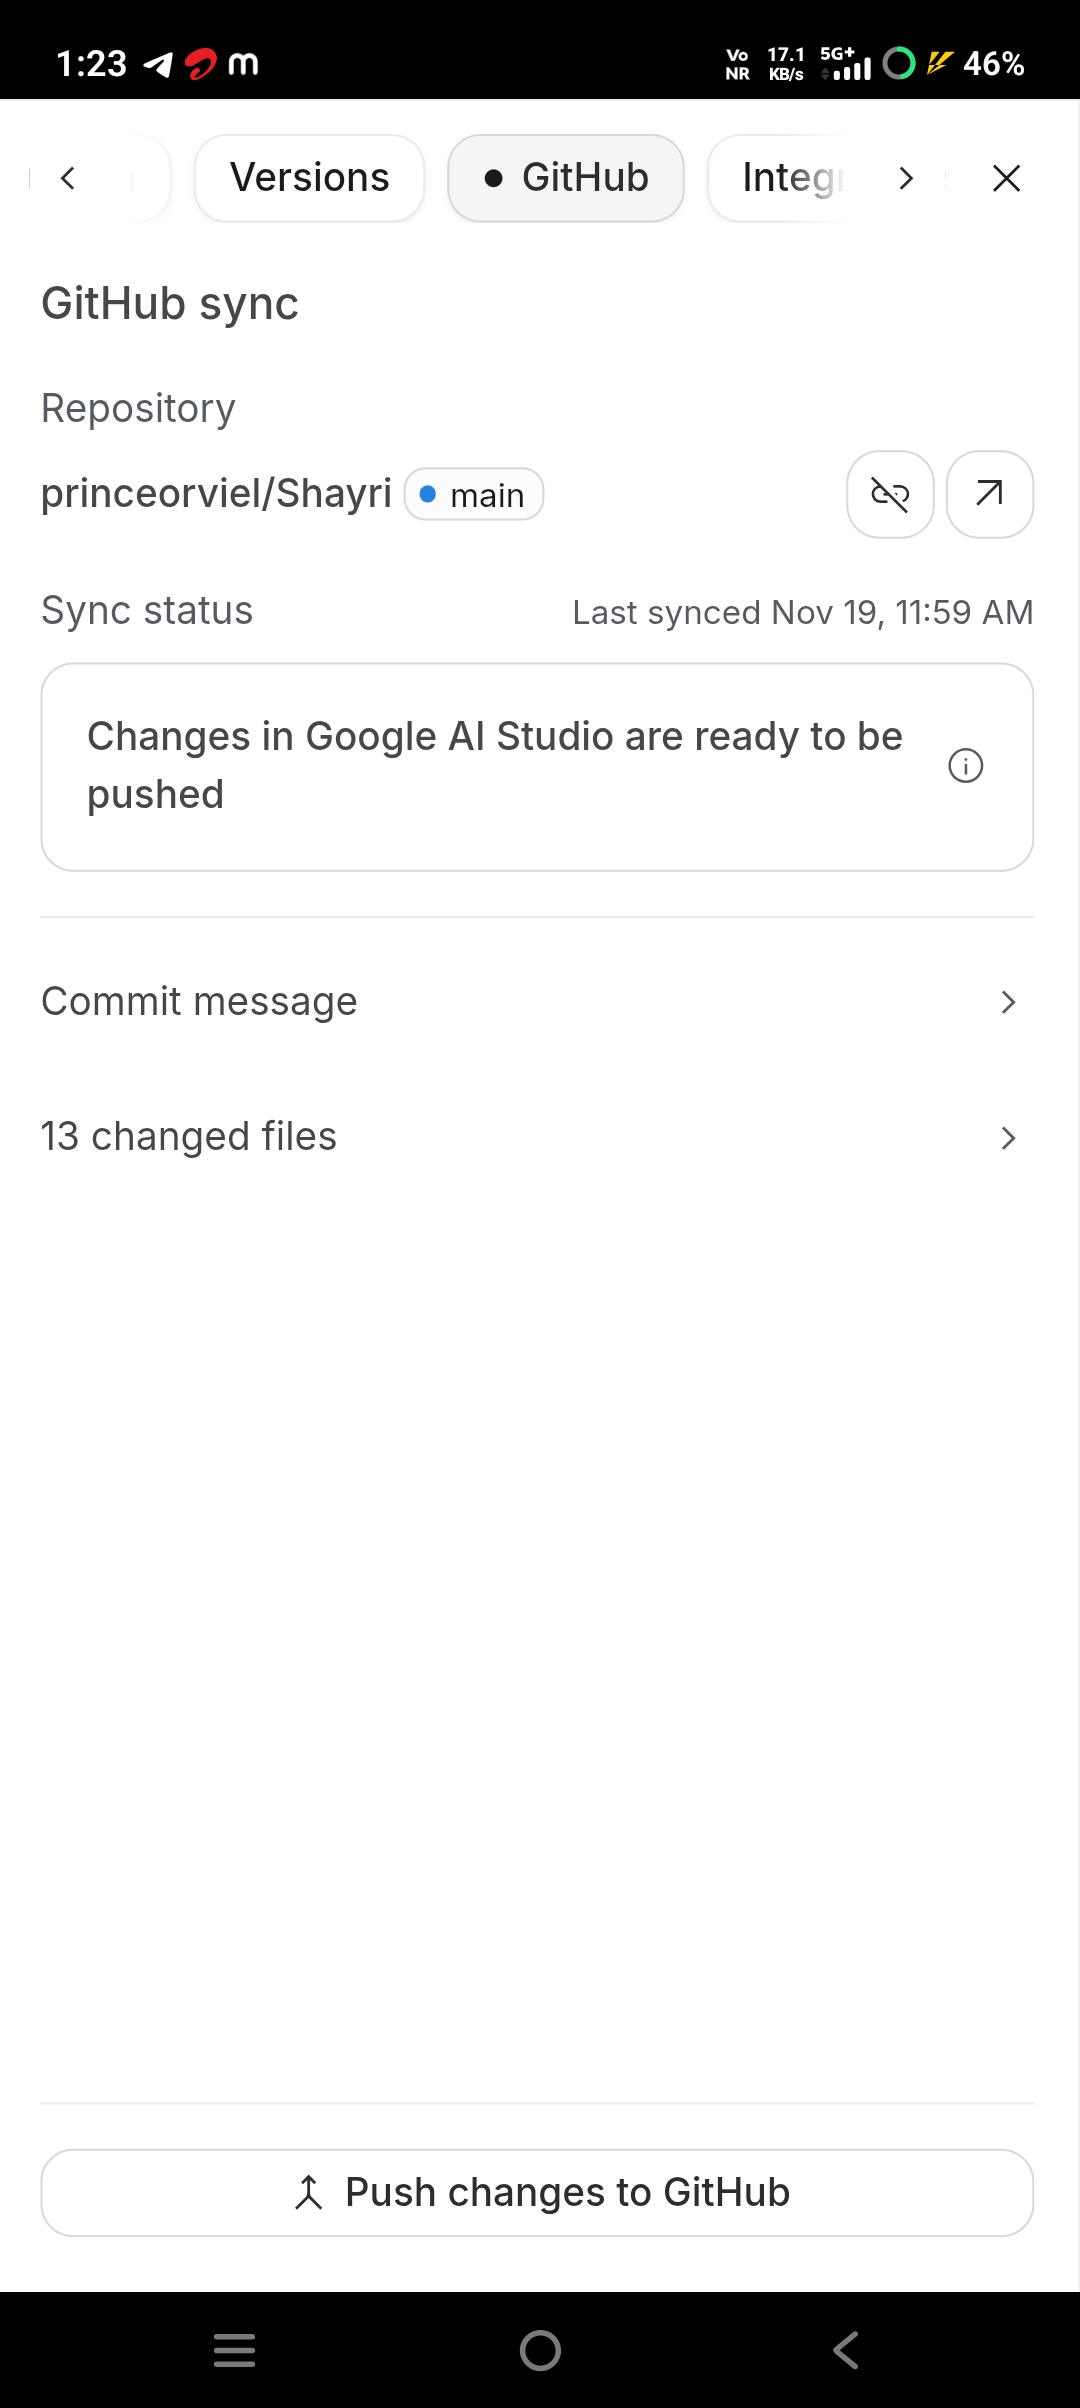 1:23
Vo
NR
17.1
KB/s
5G+
46%
Versions
GitHub
GitHub sync
Repository
princeorviel/Shayri
main
Sync status
Last synced Nov 19, 11:59 AM
Changes in Google AI Studio are ready to be
pushed
Commit message
13 changed files
Push changes to GitHub